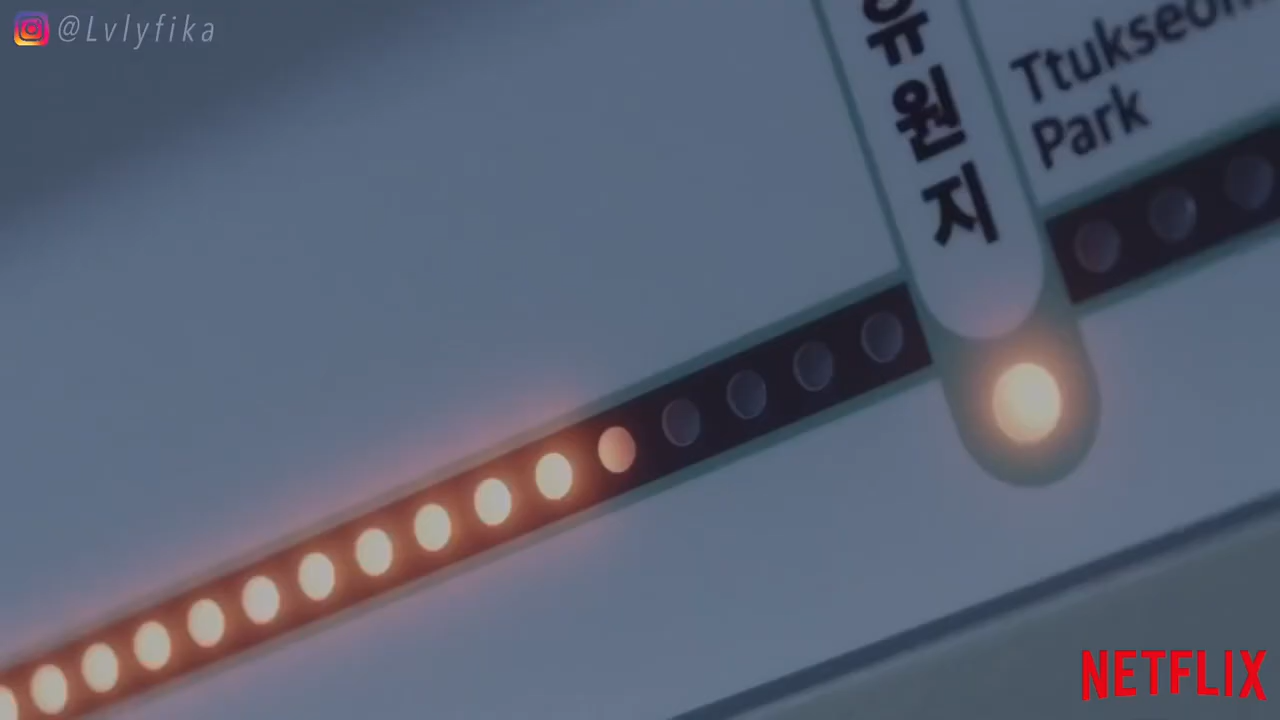 @Lvlyfika
유원지
Ttukseom
Park
NETFLIX